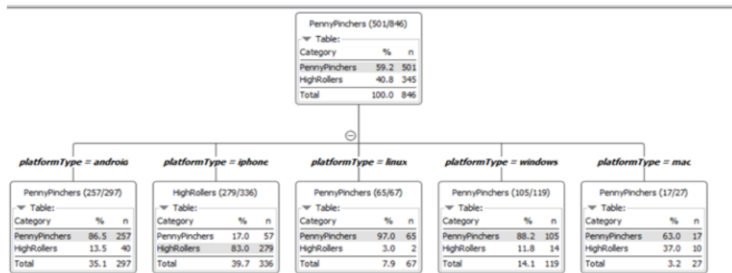 PennyPinchers (501/846)
Table:
Category % n
PennyPinchers 59.2 501
HighRollers 40.8 345
Total 100.0 846
platformType = android
platformType = iphone
platformType = linux
platformType = windows
platformType = mac
PennyPinchers (257/297)
Table:
Category % n
PennyPinchers 86.5 257
HighRollers 13.5 40
Total 35.1 297
HighRollers (279/336)
Table:
Category % n
PennyPinchers 17.0 57
HighRollers 83.0 279
Total 39.7 336
PennyPinchers (65/67)
Table:
Category % n
PennyPinchers 97.0 65
HighRollers 3.0 2
Total 7.9 67
PennyPinchers (105/119)
Table:
Category % n
PennyPinchers 88.2 105
HighRollers 11.8 14
Total 14.1 119
PennyPinchers (17/27)
Table:
Category % n
PennyPinchers 63.0 17
HighRollers 37.0 10
Total 3.2 27